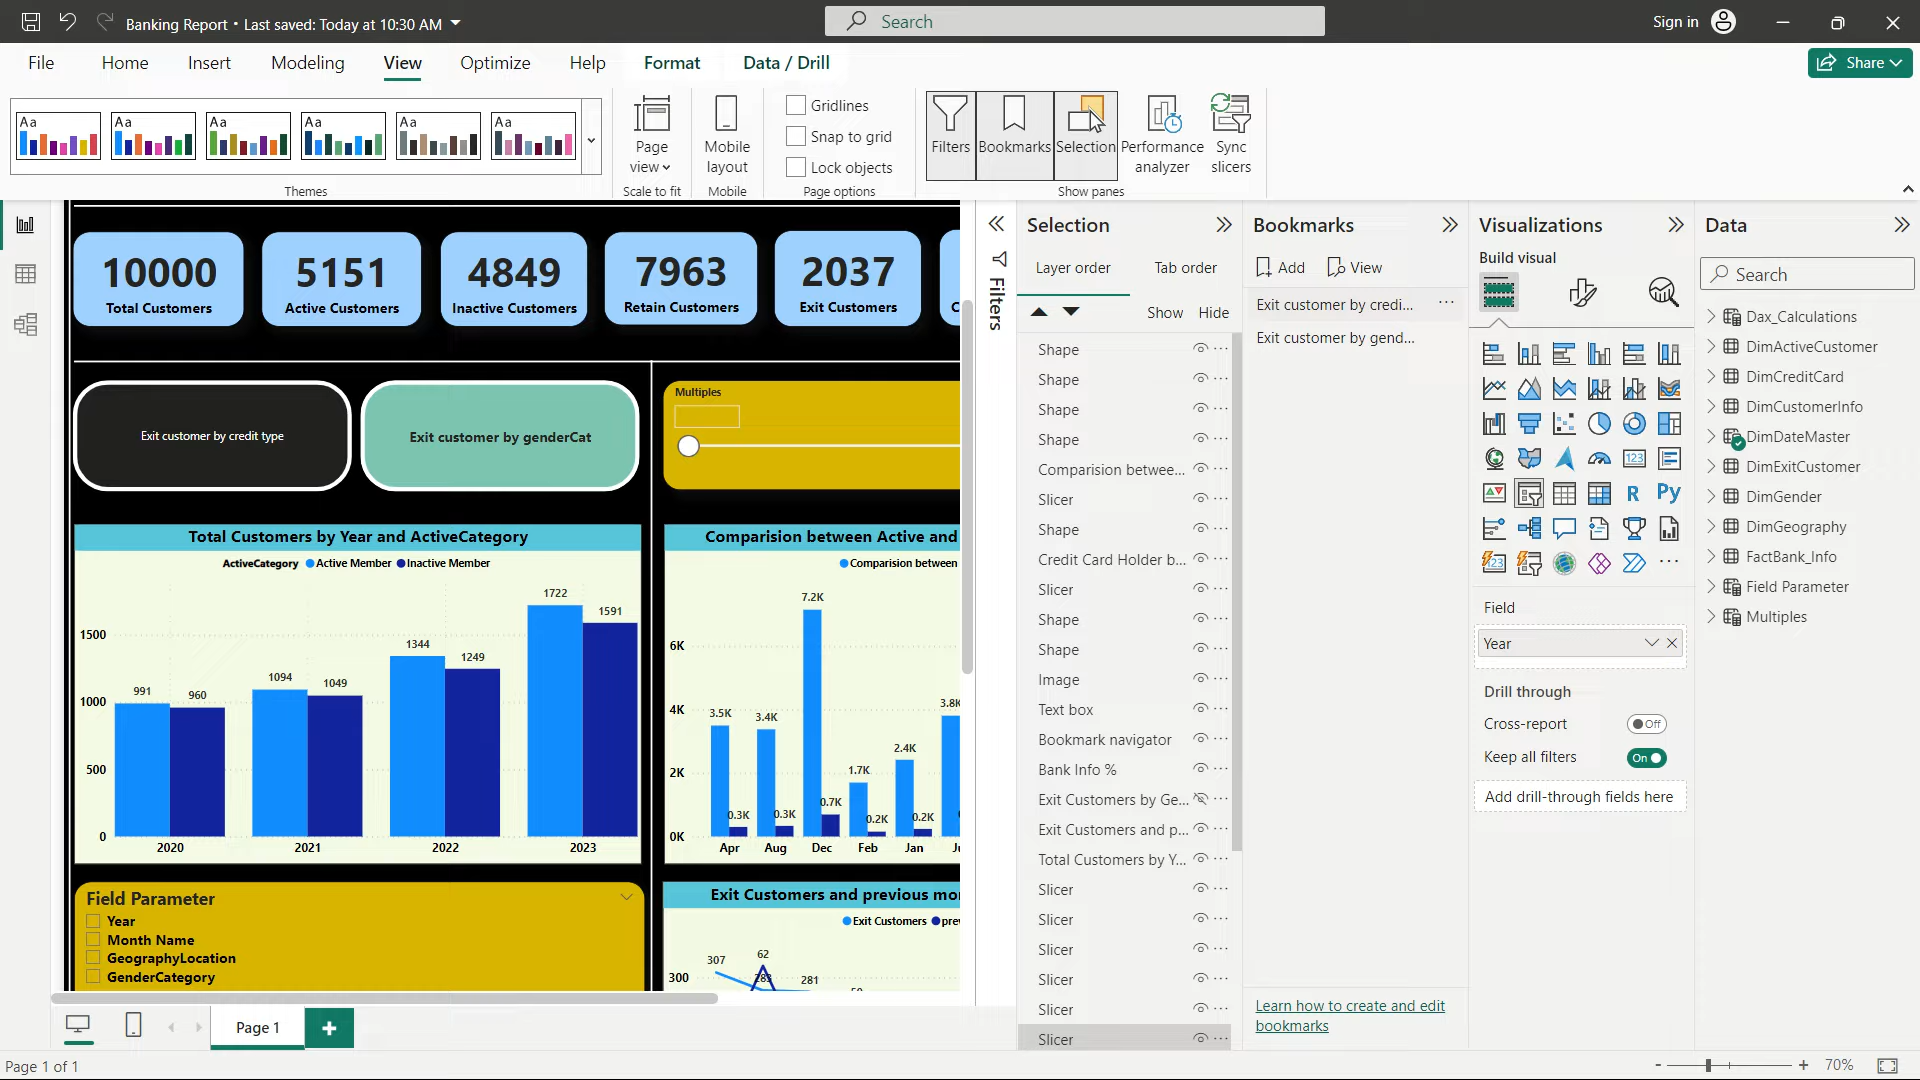 Banking Report • Last saved: Today at 10:30 AM
Search
Sign in
File
Home
Insert
Modeling
View
Optimize
Help
Format
Data / Drill
Share
Aa
Aa
Aa
Aa
Aa
Aa
Themes
Page view
Scale to fit
Mobile layout
Mobile
Gridlines
Snap to grid
Lock objects
Page options
Filters
Bookmarks
Selection
Performance analyzer
Sync slicers
Show panes
10000
Total Customers
5151
Active Customers
4849
Inactive Customers
7963
Retain Customers
2037
Exit Customers
C
Exit customer by credit type
Exit customer by genderCat
Multiples
Total Customers by Year and ActiveCategory
ActiveCategory Active Member Inactive Member
1500
1000
500
0
991
960
1094
1049
1344
1249
1722
1591
2020
2021
2022
2023
Comparision between Active and
Comparision between
6K
4K
2K
0K
3.5K
0.3K
3.4K
0.3K
7.2K
0.7K
1.7K
0.2K
2.4K
0.2K
3.8K
Apr
Aug
Dec
Feb
Jan
Field Parameter
Year
Month Name
GeographyLocation
GenderCategory
Exit Customers and previous mo
Exit Customers
300
307
62
283
281
Filters
Selection
Layer order
Tab order
Show
Hide
Shape
Shape
Shape
Shape
Comparision betwee...
Slicer
Shape
Credit Card Holder b...
Slicer
Shape
Shape
Image
Text box
Bookmark navigator
Bank Info %
Exit Customers by Ge...
Exit Customers and p...
Total Customers by Y...
Slicer
Slicer
Slicer
Slicer
Slicer
Slicer
Bookmarks
Add
View
Exit customer by credi...
Exit customer by gend...
Learn how to create and edit
bookmarks
Visualizations
Build visual
123
R
Py
123
Field
Year
Drill through
Cross-report
Off
Keep all filters
On
Add drill-through fields here
Data
Search
Dax_Calculations
DimActiveCustomer
DimCreditCard
DimCustomerInfo
DimDateMaster
DimExitCustomer
DimGender
DimGeography
FactBank_Info
Field Parameter
Multiples
Page 1
Page 1 of 1
- + 70%